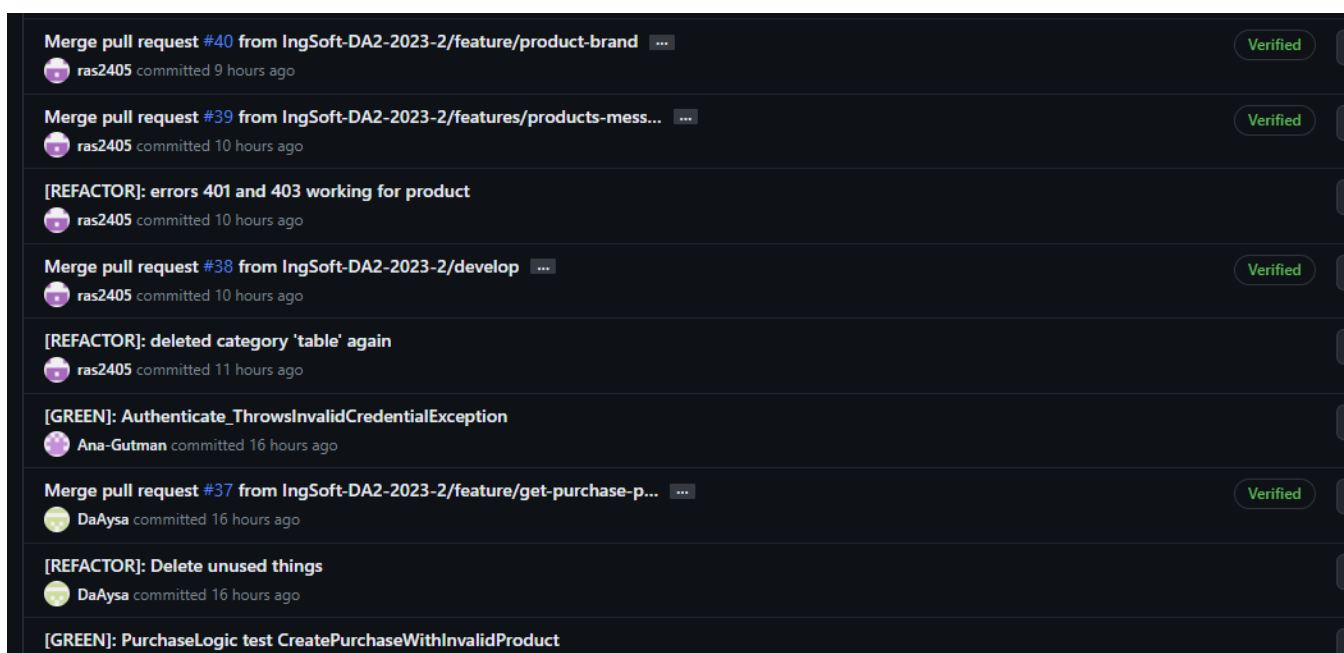 Merge pull request #40 from IngSoft-DA2-2023-2/feature/product-brand ...
Verified
ras2405 committed 9 hours ago
Merge pull request #39 from IngSoft-DA2-2023-2/features/products-mess... ...
Verified
ras2405 committed 10 hours ago
[REFACTOR]: errors 401 and 403 working for product
ras2405 committed 10 hours ago
Merge pull request #38 from IngSoft-DA2-2023-2/develop ...
Verified
ras2405 committed 10 hours ago
[REFACTOR]: deleted category 'table' again
ras2405 committed 11 hours ago
[GREEN]: Authenticate_ThrowsInvalidCredentialException
Ana-Gutman committed 16 hours ago
Merge pull request #37 from IngSoft-DA2-2023-2/feature/get-purchase-p... ...
Verified
DaAysa committed 16 hours ago
[REFACTOR]: Delete unused things
DaAysa committed 16 hours ago
[GREEN]: PurchaseLogic test CreatePurchaseWithInvalidProduct